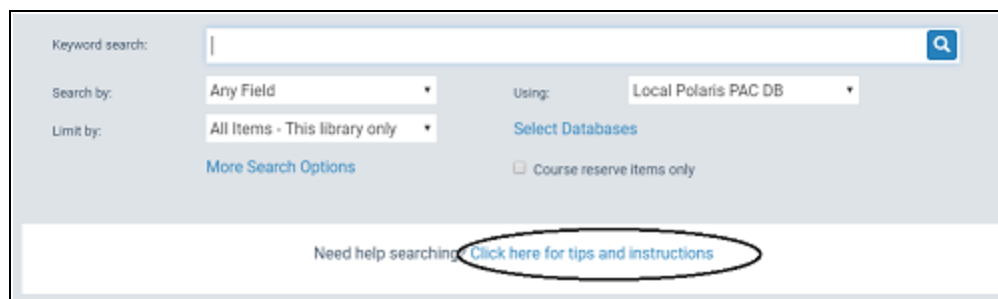 Keyword search:
Search by: Any Field Using: Local Polaris PAC DB
Limit by: All Items - This library only Select Databases
More Search Options Course reserve items only
Need help searching? Click here for tips and instructions